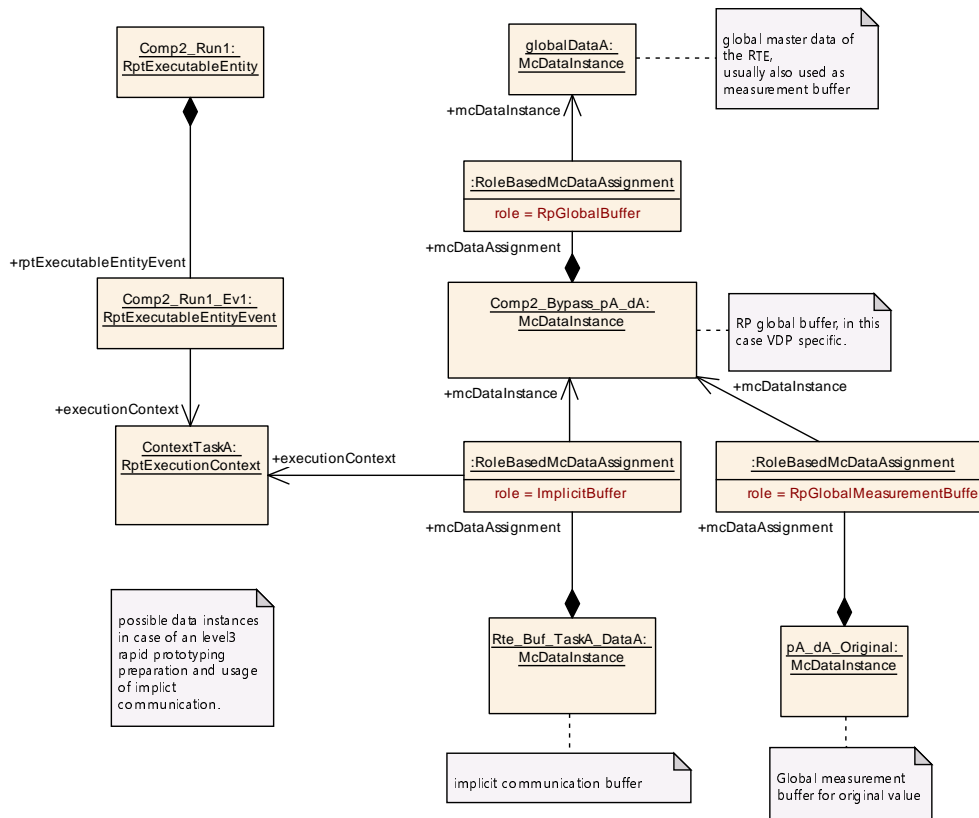 Comp2_Run1:
RptExecutableEntity
globalDataA:
McDataInstance
global master data of
the RTE,
usually also used as
measurement buffer
+mcDataInstance
:RoleBasedMcDataAssignment
role = RpGlobalBuffer
+mcDataAssignment
+rptExecutableEntityEvent
Comp2_Run1_Ev1:
RptExecutableEntityEvent
Comp2_Bypass_pA_dA:
McDataInstance
RP global buffer, in this
case VDP specific.
+mcDataInstance
+mcDataInstance
+executionContext
ContextTaskA:
RptExecutionContext
+executionContext
:RoleBasedMcDataAssignment
role = ImplicitBuffer
:RoleBasedMcDataAssignment
role = RpGlobalMeasurementBuffe
+mcDataAssignment
+mcDataAssignment
possible data instances
in case of an level3
rapid prototyping
preparation and usage
of implict
communication.
Rte_Buf_TaskA_DataA:
McDataInstance
pA_dA_Original:
McDataInstance
implicit communication buffer
Global measurement
buffer for original value